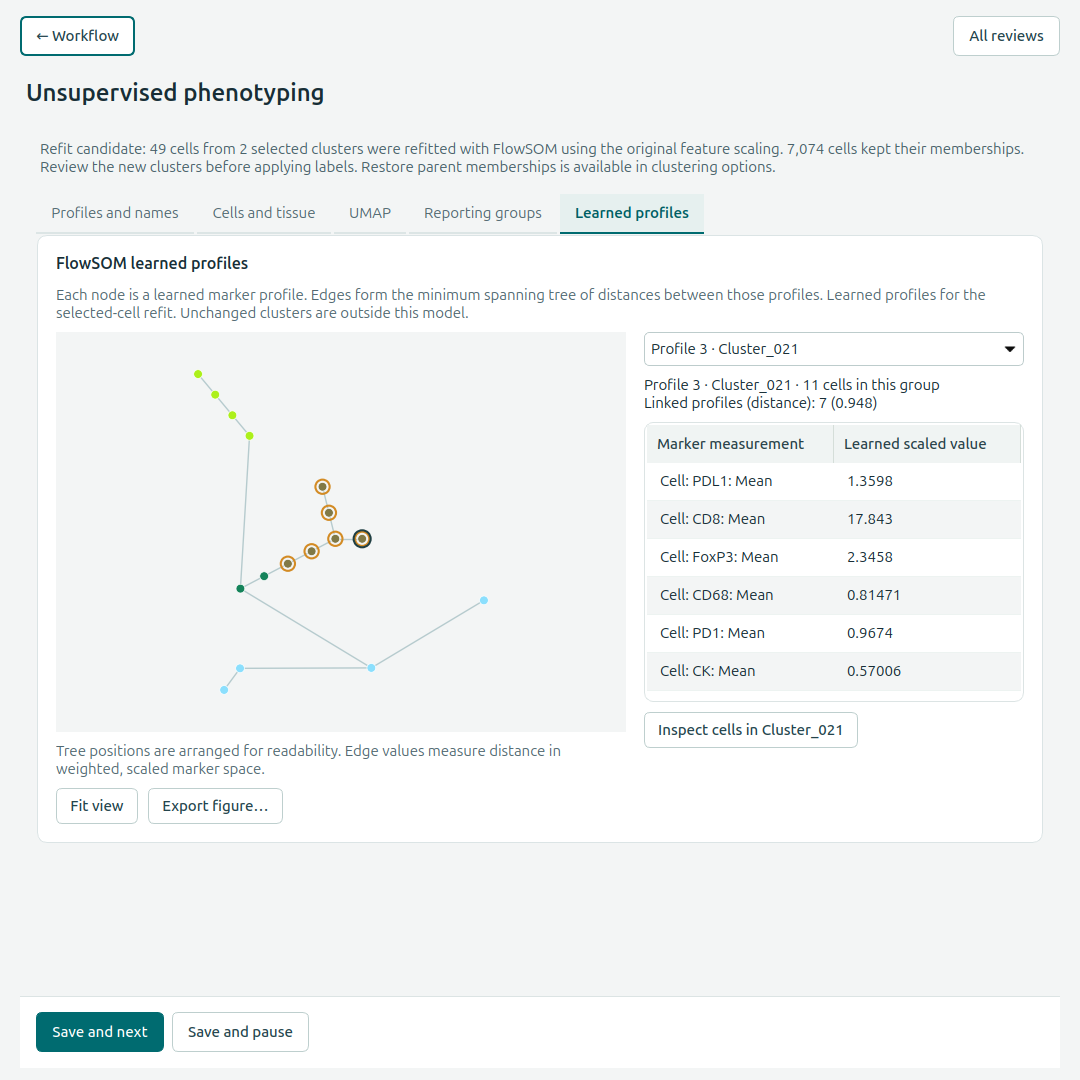 ← Workflow
All reviews
Unsupervised phenotyping
Refit candidate: 49 cells from 2 selected clusters were refitted with FlowSOM using the original feature scaling. 7,074 cells kept their memberships.
Review the new clusters before applying labels. Restore parent memberships is available in clustering options.
Profiles and names
Cells and tissue
UMAP
Reporting groups
Learned profiles
FlowSOM learned profiles
Each node is a learned marker profile. Edges form the minimum spanning tree of distances between those profiles. Learned profiles for the
selected-cell refit. Unchanged clusters are outside this model.
Profile 3 · Cluster_021
Profile 3 · Cluster_021 · 11 cells in this group
Linked profiles (distance): 7 (0.948)
Marker measurement Learned scaled value
Cell: PDL1: Mean 1.3598
Cell: CD8: Mean 17.843
Cell: FoxP3: Mean 2.3458
Cell: CD68: Mean 0.81471
Cell: PD1: Mean 0.9674
Cell: CK: Mean 0.57006
Inspect cells in Cluster_021
Tree positions are arranged for readability. Edge values measure distance in
weighted, scaled marker space.
Fit view
Export figure…
Save and next
Save and pause